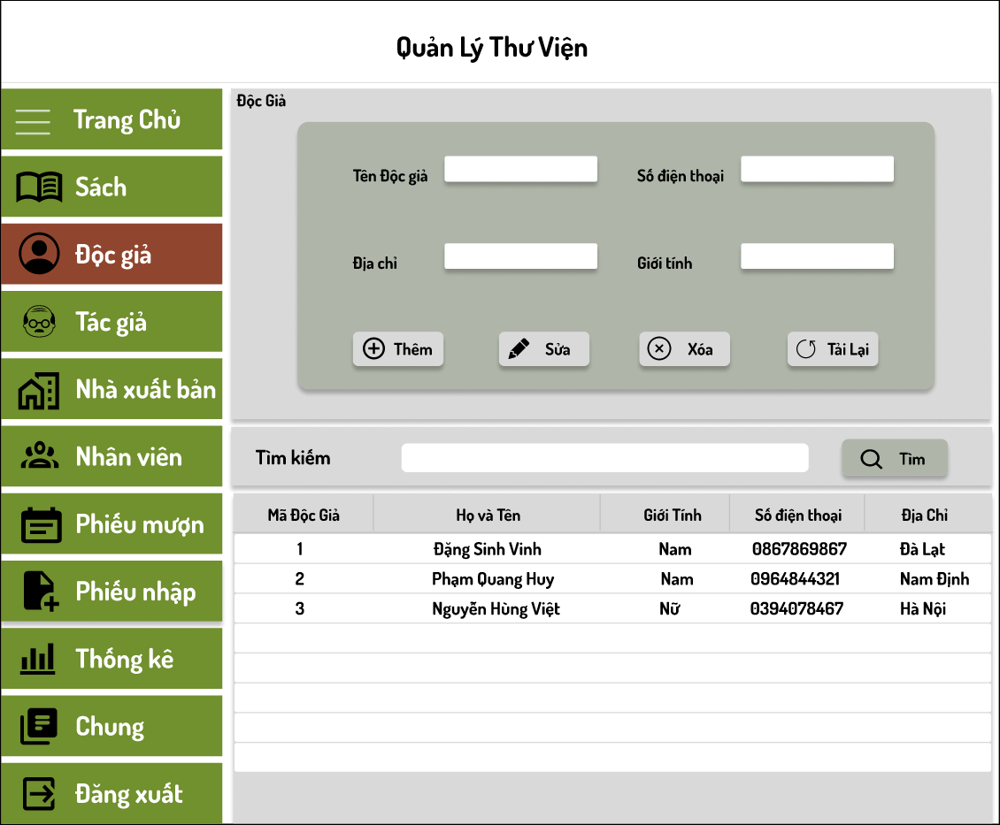 Quản Lý Thư Viện
Trang Chủ
Sách
Độc giả
Tác giả
Nhà xuất bản
Nhân viên
Phiếu mượn
Phiếu nhập
Thống kê
Chung
Đăng xuất
Độc Giả
Tên Độc giả
Số điện thoại
Địa chỉ
Giới tính
Thêm
Sửa
Xóa
Tải Lại
Tìm kiếm
Tìm
Mã Độc Giả Họ và Tên Giới Tính Số điện thoại Địa Chỉ
1 Đặng Sinh Vinh Nam 0867869867 Đà Lạt
2 Phạm Quang Huy Nam 0964844321 Nam Định
3 Nguyễn Hùng Việt Nữ 0394078467 Hà Nội